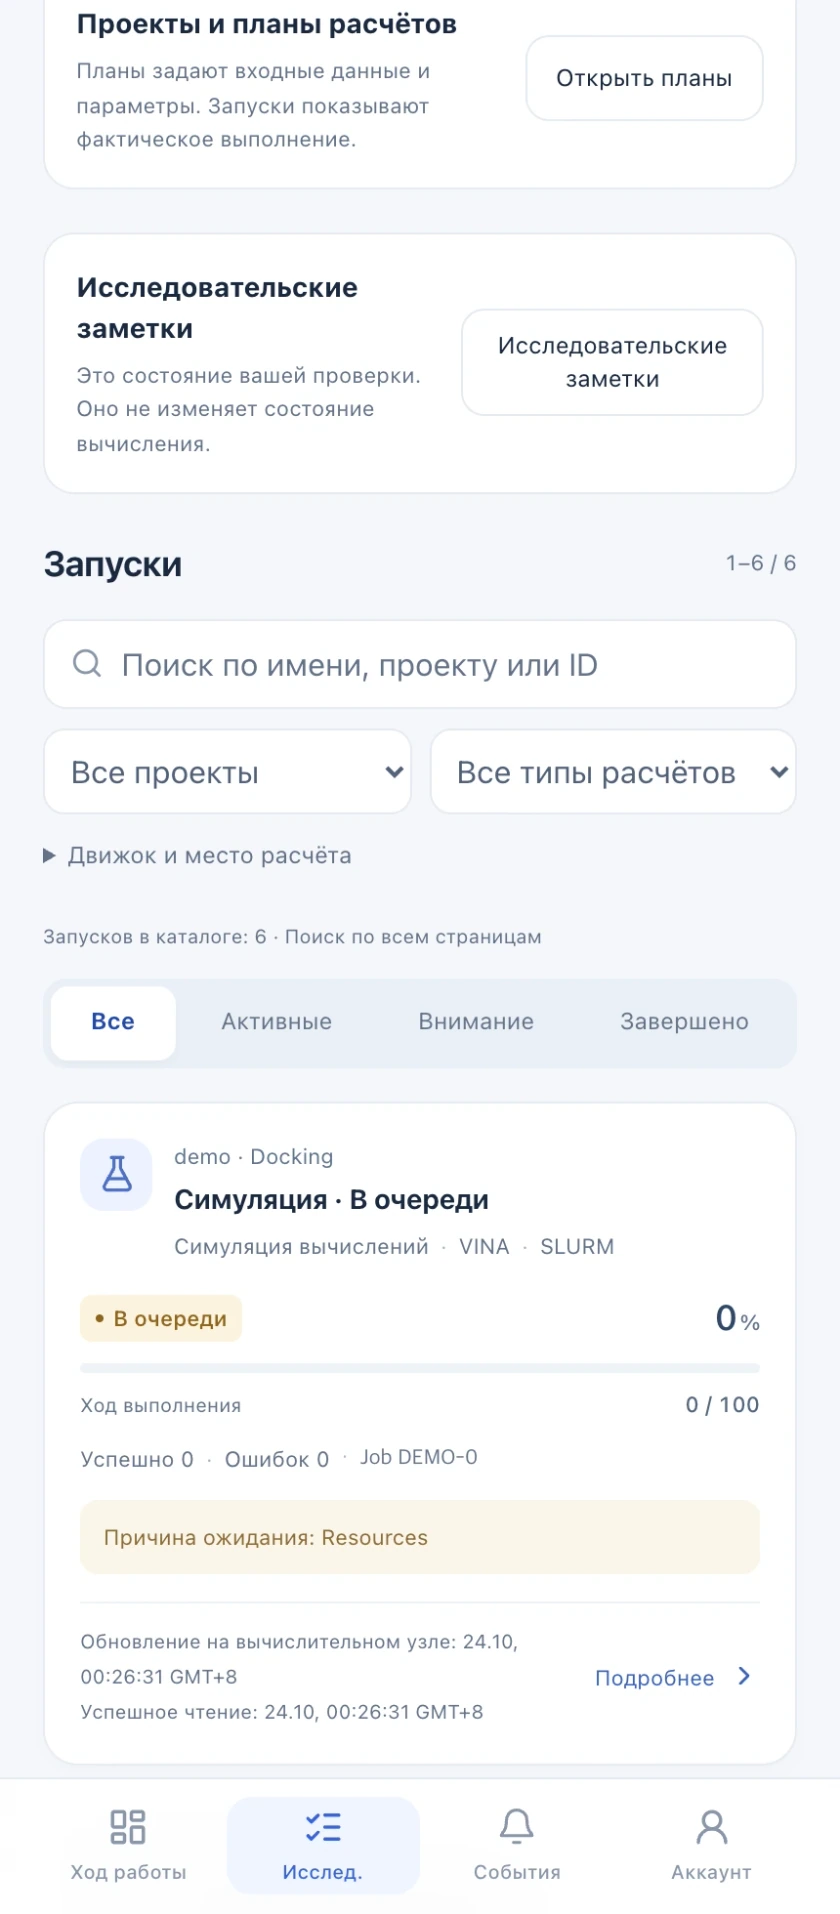 Проекты и планы расчётов
Планы задают входные данные и
параметры. Запуски показывают
фактическое выполнение.
Открыть планы
Исследовательские
заметки
Это состояние вашей проверки.
Оно не изменяет состояние
вычисления.
Исследовательские
заметки
Запуски
1–6 / 6
Поиск по имени, проекту или ID
Все проекты
Все типы расчётов
Движок и место расчёта
Запусков в каталоге: 6 · Поиск по всем страницам
Все
Активные
Внимание
Завершено
demo · Docking
Симуляция · В очереди
Симуляция вычислений · VINA · SLURM
• В очереди
0 %
Ход выполнения
0 / 100
Успешно 0 · Ошибок 0 · Job DEMO-0
Причина ожидания: Resources
Обновление на вычислительном узле: 24.10,
00:26:31 GMT+8
Успешное чтение: 24.10, 00:26:31 GMT+8
Подробнее
Ход работы
Исслед.
События
Аккаунт